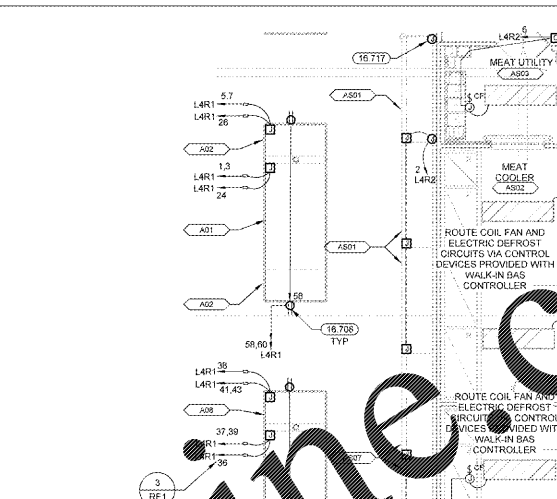 6
L4R2
MEAT UTILITY
AS03
16.717
AS01
CP
5,7
L4R1
L4R1
26
A02
1,3
L4R1
L4R1
24
2
L4R2
MEAT
COOLER
AS02
A01
AS01
ROUTE COIL FAN AND
ELECTRIC DEFROST
CIRCUITS VIA CONTROL
DEVICES PROVIDED WITH
WALK-IN BAS
CONTROLLER
A02
58
16.706
TYP
58,60
L4R1
38
L4R1
L4R1
41,43
A08
ROUTE COIL FAN AND
ELECTRIC DEFROST
CONTROL
WALK-IN BAS
CONTROLLER
37,39
36
CP
3
RF1